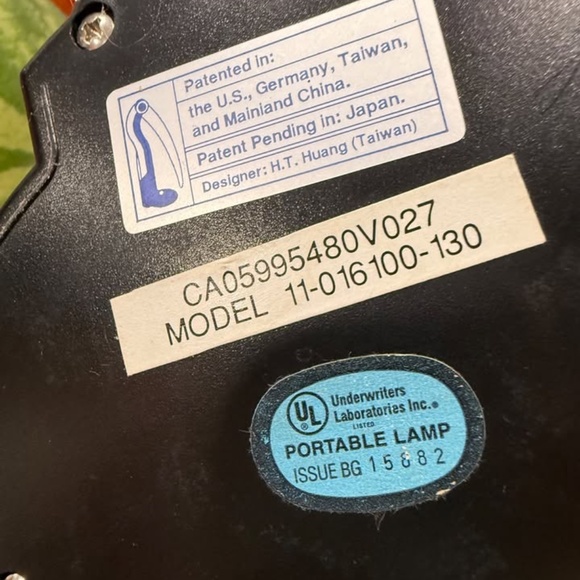 Patented in:
the U.S., Germany, Taiwan,
and Mainland China.
Patent Pending in: Japan.
Designer: H.T. Huang (Taiwan)
CA05995480V027
MODEL 11-016100-130
UL
®
Underwriters
Laboratories Inc.®
LISTED
PORTABLE LAMP
ISSUE BG 15882